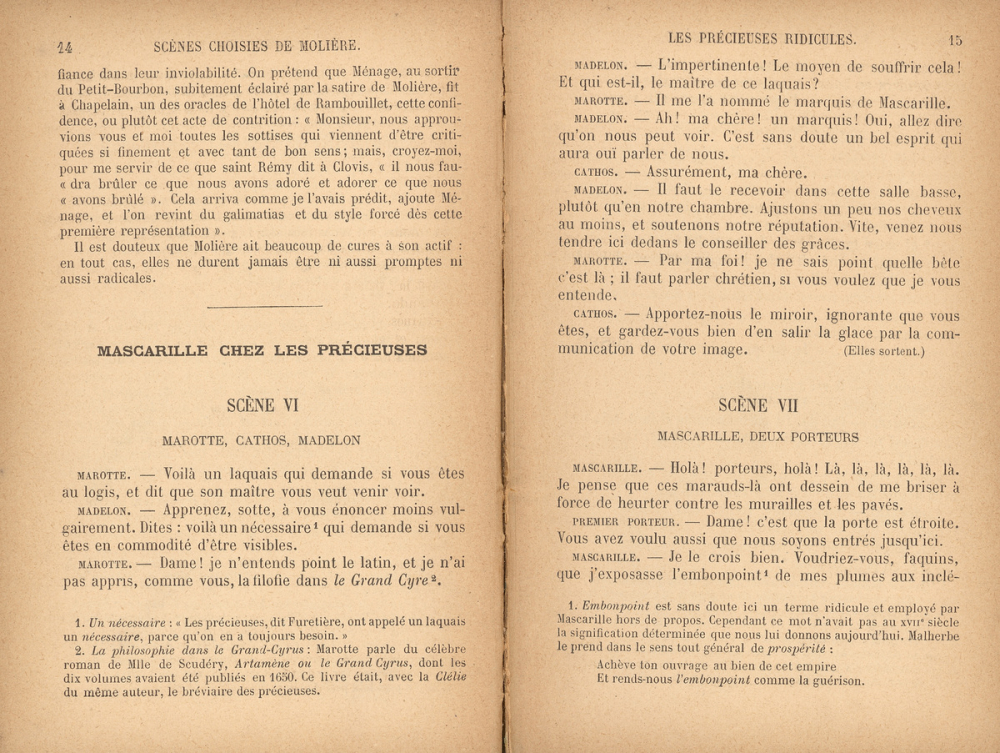 14
SCÈNES CHOISIES DE MOLIÈRE.
fiance dans leur inviolabilité. On prétend que Ménage, au sortir
du Petit-Bourbon, subitement éclairé par la satire de Molière, fit
à Chapelain, un des oracles de l'hôtel de Rambouillet, cette confi-
dence, ou plutôt cet acte de contrition : « Monsieur, nous approu-
vions vous et moi toutes les sottises qui viennent d'être criti-
quées si finement et avec tant de bon sens ; mais, croyez-moi,
pour me servir de ce que saint Rémy dit à Clovis, « il nous fau-
« dra brûler ce que nous avons adoré et adorer ce que nous
« avons brûlé ». Cela arriva comme je l'avais prédit, ajoute Mé-
nage, et l'on revint du galimatias et du style forcé dès cette
première représentation ».
Il est douteux que Molière ait beaucoup de cures à son actif :
en tout cas, elles ne durent jamais être ni aussi promptes ni
aussi radicales.
MASCARILLE CHEZ LES PRÉCIEUSES
SCÈNE VI
MAROTTE, CATHOS, MADELON
MAROTTE. — Voilà un laquais qui demande si vous êtes
au logis, et dit que son maître vous veut venir voir.
MADELON. — Apprenez, sotte, à vous énoncer moins vul-
gairement. Dites : voilà un nécessaire¹ qui demande si vous
êtes en commodité d'être visibles.
MAROTTE. — Dame ! je n'entends point le latin, et je n'ai
pas appris, comme vous, la filofie dans le Grand Cyre².
1. Un nécessaire : « Les précieuses, dit Furetière, ont appelé un laquais
un nécessaire, parce qu'on en a toujours besoin. »
2. La philosophie dans le Grand-Cyrus : Marotte parle du célèbre
roman de Mlle de Scudéry, Artamène ou le Grand Cyrus, dont les
dix volumes avaient été publiés en 1650. Ce livre était, avec la Clélie
du même auteur, le bréviaire des précieuses.
LES PRÉCIEUSES RIDICULES.
15
MADELON. — L'impertinente ! Le moyen de souffrir cela !
Et qui est-il, le maître de ce laquais ?
MAROTTE. — Il me l'a nommé le marquis de Mascarille.
MADELON. — Ah ! ma chère ! un marquis ! Oui, allez dire
qu'on nous peut voir. C'est sans doute un bel esprit qui
aura ouï parler de nous.
CATHOS. — Assurément, ma chère.
MADELON. — Il faut le recevoir dans cette salle basse,
plutôt qu'en notre chambre. Ajustons un peu nos cheveux
au moins, et soutenons notre réputation. Vite, venez nous
tendre ici dedans le conseiller des grâces.
MAROTTE. — Par ma foi ! je ne sais point quelle bête
c'est là ; il faut parler chrétien, si vous voulez que je vous
entende.
CATHOS. — Apportez-nous le miroir, ignorante que vous
êtes, et gardez-vous bien d'en salir la glace par la com-
munication de votre image. (Elles sortent.)
SCÈNE VII
MASCARILLE, DEUX PORTEURS
MASCARILLE. — Holà ! porteurs, holà ! Là, là, là, là, là, là.
Je pense que ces marauds-là ont dessein de me briser à
force de heurter contre les murailles et les pavés.
PREMIER PORTEUR. — Dame ! c'est que la porte est étroite.
Vous avez voulu aussi que nous soyons entrés jusqu'ici.
MASCARILLE. — Je le crois bien. Voudriez-vous, faquins,
que j'exposasse l'embonpoint¹ de mes plumes aux inclé-
1. Embonpoint est sans doute ici un terme ridicule et employé par
Mascarille hors de propos. Cependant ce mot n'avait pas au XVIIe siècle
la signification déterminée que nous lui donnons aujourd'hui. Malherbe
le prend dans le sens tout général de prospérité :
Achève ton ouvrage au bien de cet empire
Et rends-nous l'embonpoint comme la guérison.